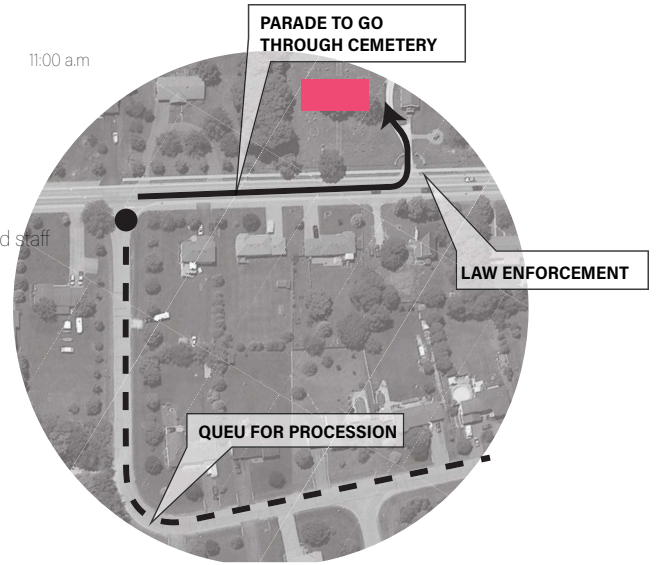 PARADE TO GO
THROUGH CEMETERY
11:00 a.m
d staff
LAW ENFORCEMENT
QUEU FOR PROCESSION